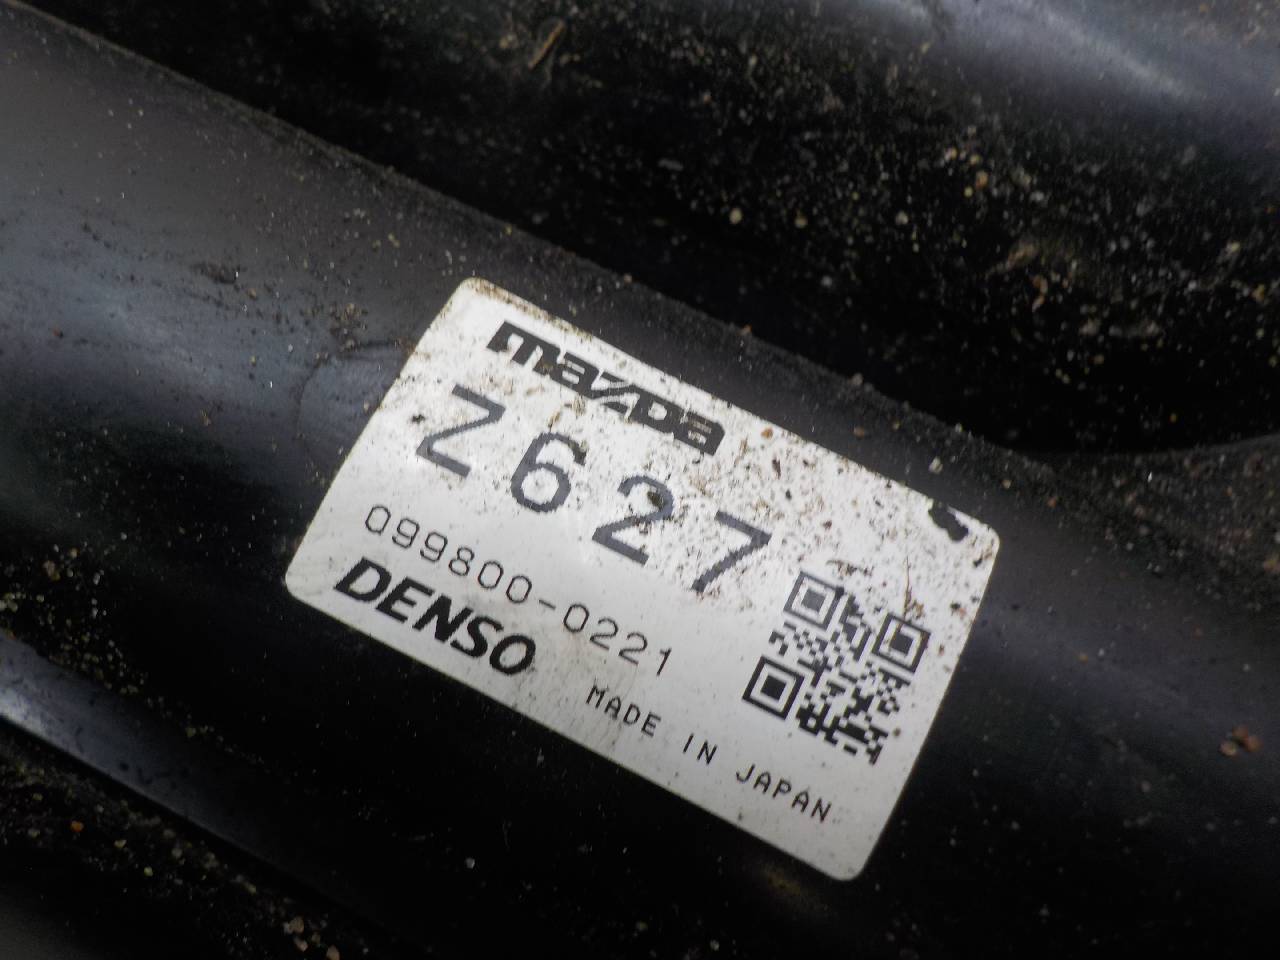 mazda
Z627
099800-0221
DENSO
MADE IN JAPAN